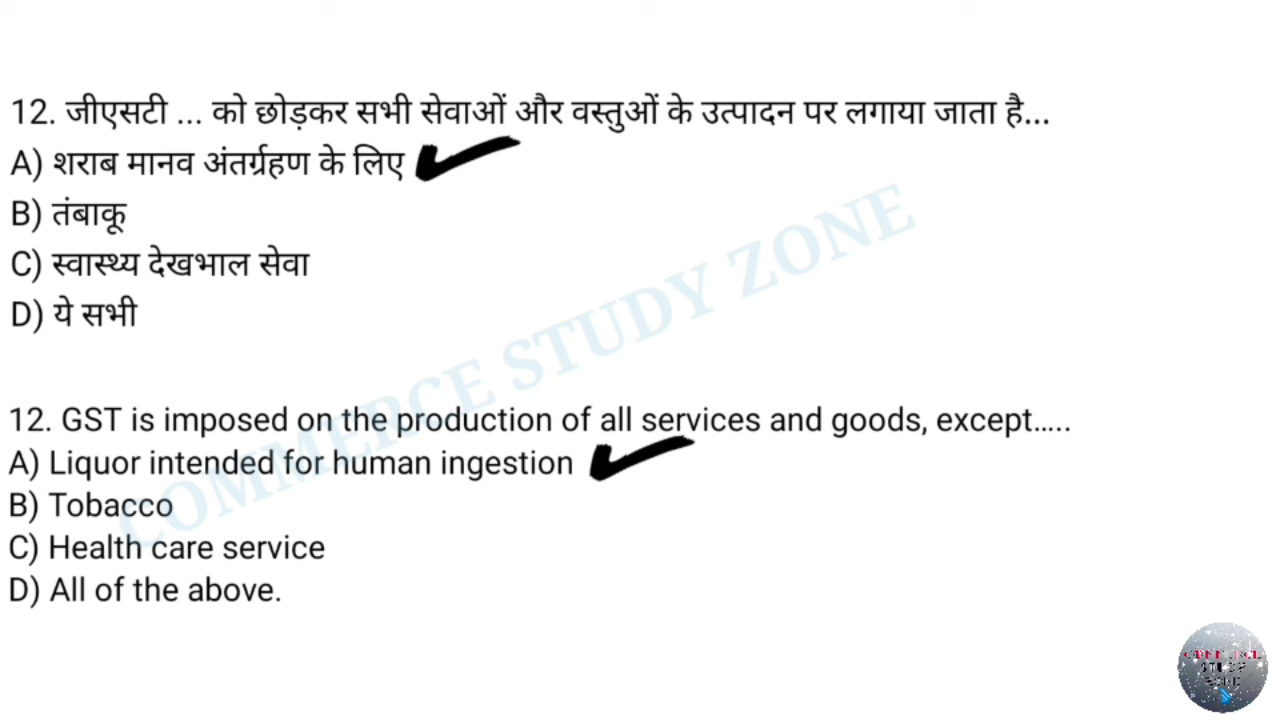 12. जीएसटी ... को छोड़कर सभी सेवाओं और वस्तुओं के उत्पादन पर लगाया जाता है...
A) शराब मानव अंतर्ग्रहण के लिए
B) तंबाकू
C) स्वास्थ्य देखभाल सेवा
D) ये सभी
COMMERCE STUDY ZONE
12. GST is imposed on the production of all services and goods, except.....
A) Liquor intended for human ingestion
B) Tobacco
C) Health care service
D) All of the above.
STUDY